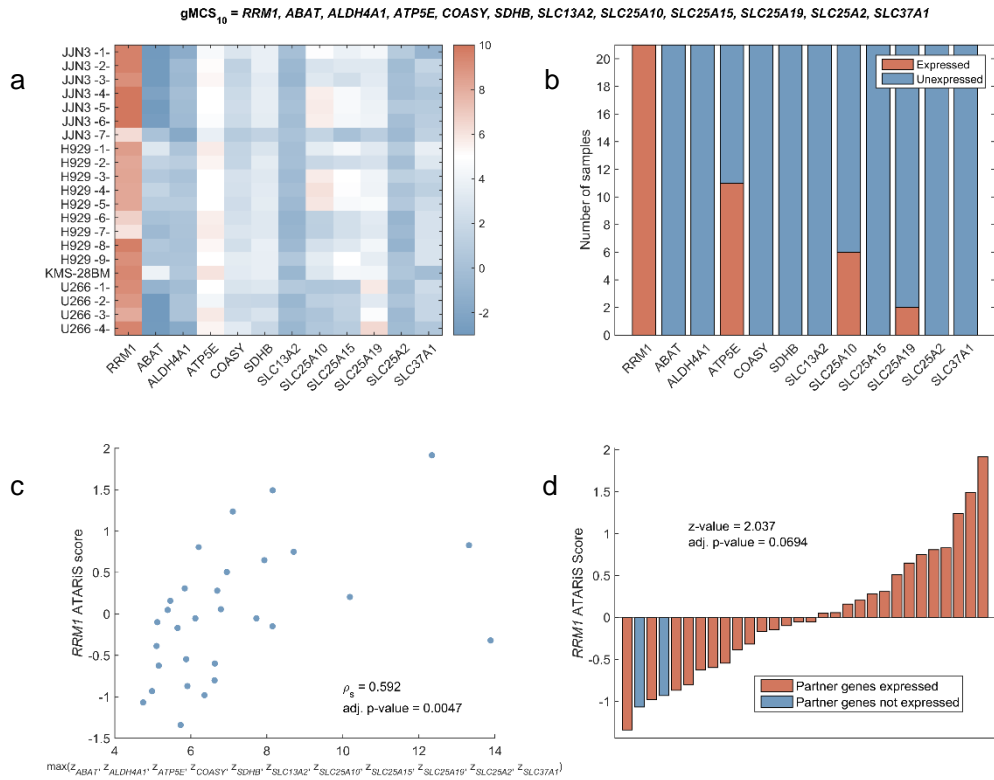 gMCS10 = RRM1, ABAT, ALDH4A1, ATP5E, COASY, SDHB, SLC13A2, SLC25A10, SLC25A15, SLC25A19, SLC25A2, SLC37A1
a
JJN3 -1-
JJN3 -2-
JJN3 -3-
JJN3 -4-
JJN3 -5-
JJN3 -6-
JJN3 -7-
H929 -1-
H929 -2-
H929 -3-
H929 -4-
H929 -5-
H929 -6-
H929 -7-
H929 -8-
H929 -9-
KMS-28BM
U266 -1-
U266 -2-
U266 -3-
U266 -4-
RRM1
ABAT
ALDH4A1
ATP5E
COASY
SDHB
SLC13A2
SLC25A10
SLC25A15
SLC25A19
SLC25A2
SLC37A1
10
8
6
4
2
0
-2
b
Number of samples
20
18
16
14
12
10
8
6
4
2
0
Expressed
Unexpressed
RRM1
ABAT
ALDH4A1
ATP5E
COASY
SDHB
SLC13A2
SLC25A10
SLC25A15
SLC25A19
SLC25A2
SLC37A1
c
RRM1 ATARiS score
2
1.5
1
0.5
0
-0.5
-1
-1.5
4
6
8
10
12
14
ρs = 0.592
adj. p-value = 0.0047
max(zABAT, zALDH4A1, zATP5E, zCOASY, zSDHB, zSLC13A2, zSLC25A10, zSLC25A15, zSLC25A19, zSLC25A2, zSLC37A1)
d
RRM1 ATARiS score
2
1.5
1
0.5
0
-0.5
-1
z-value = 2.037
adj. p-value = 0.0694
Partner genes expressed
Partner genes not expressed